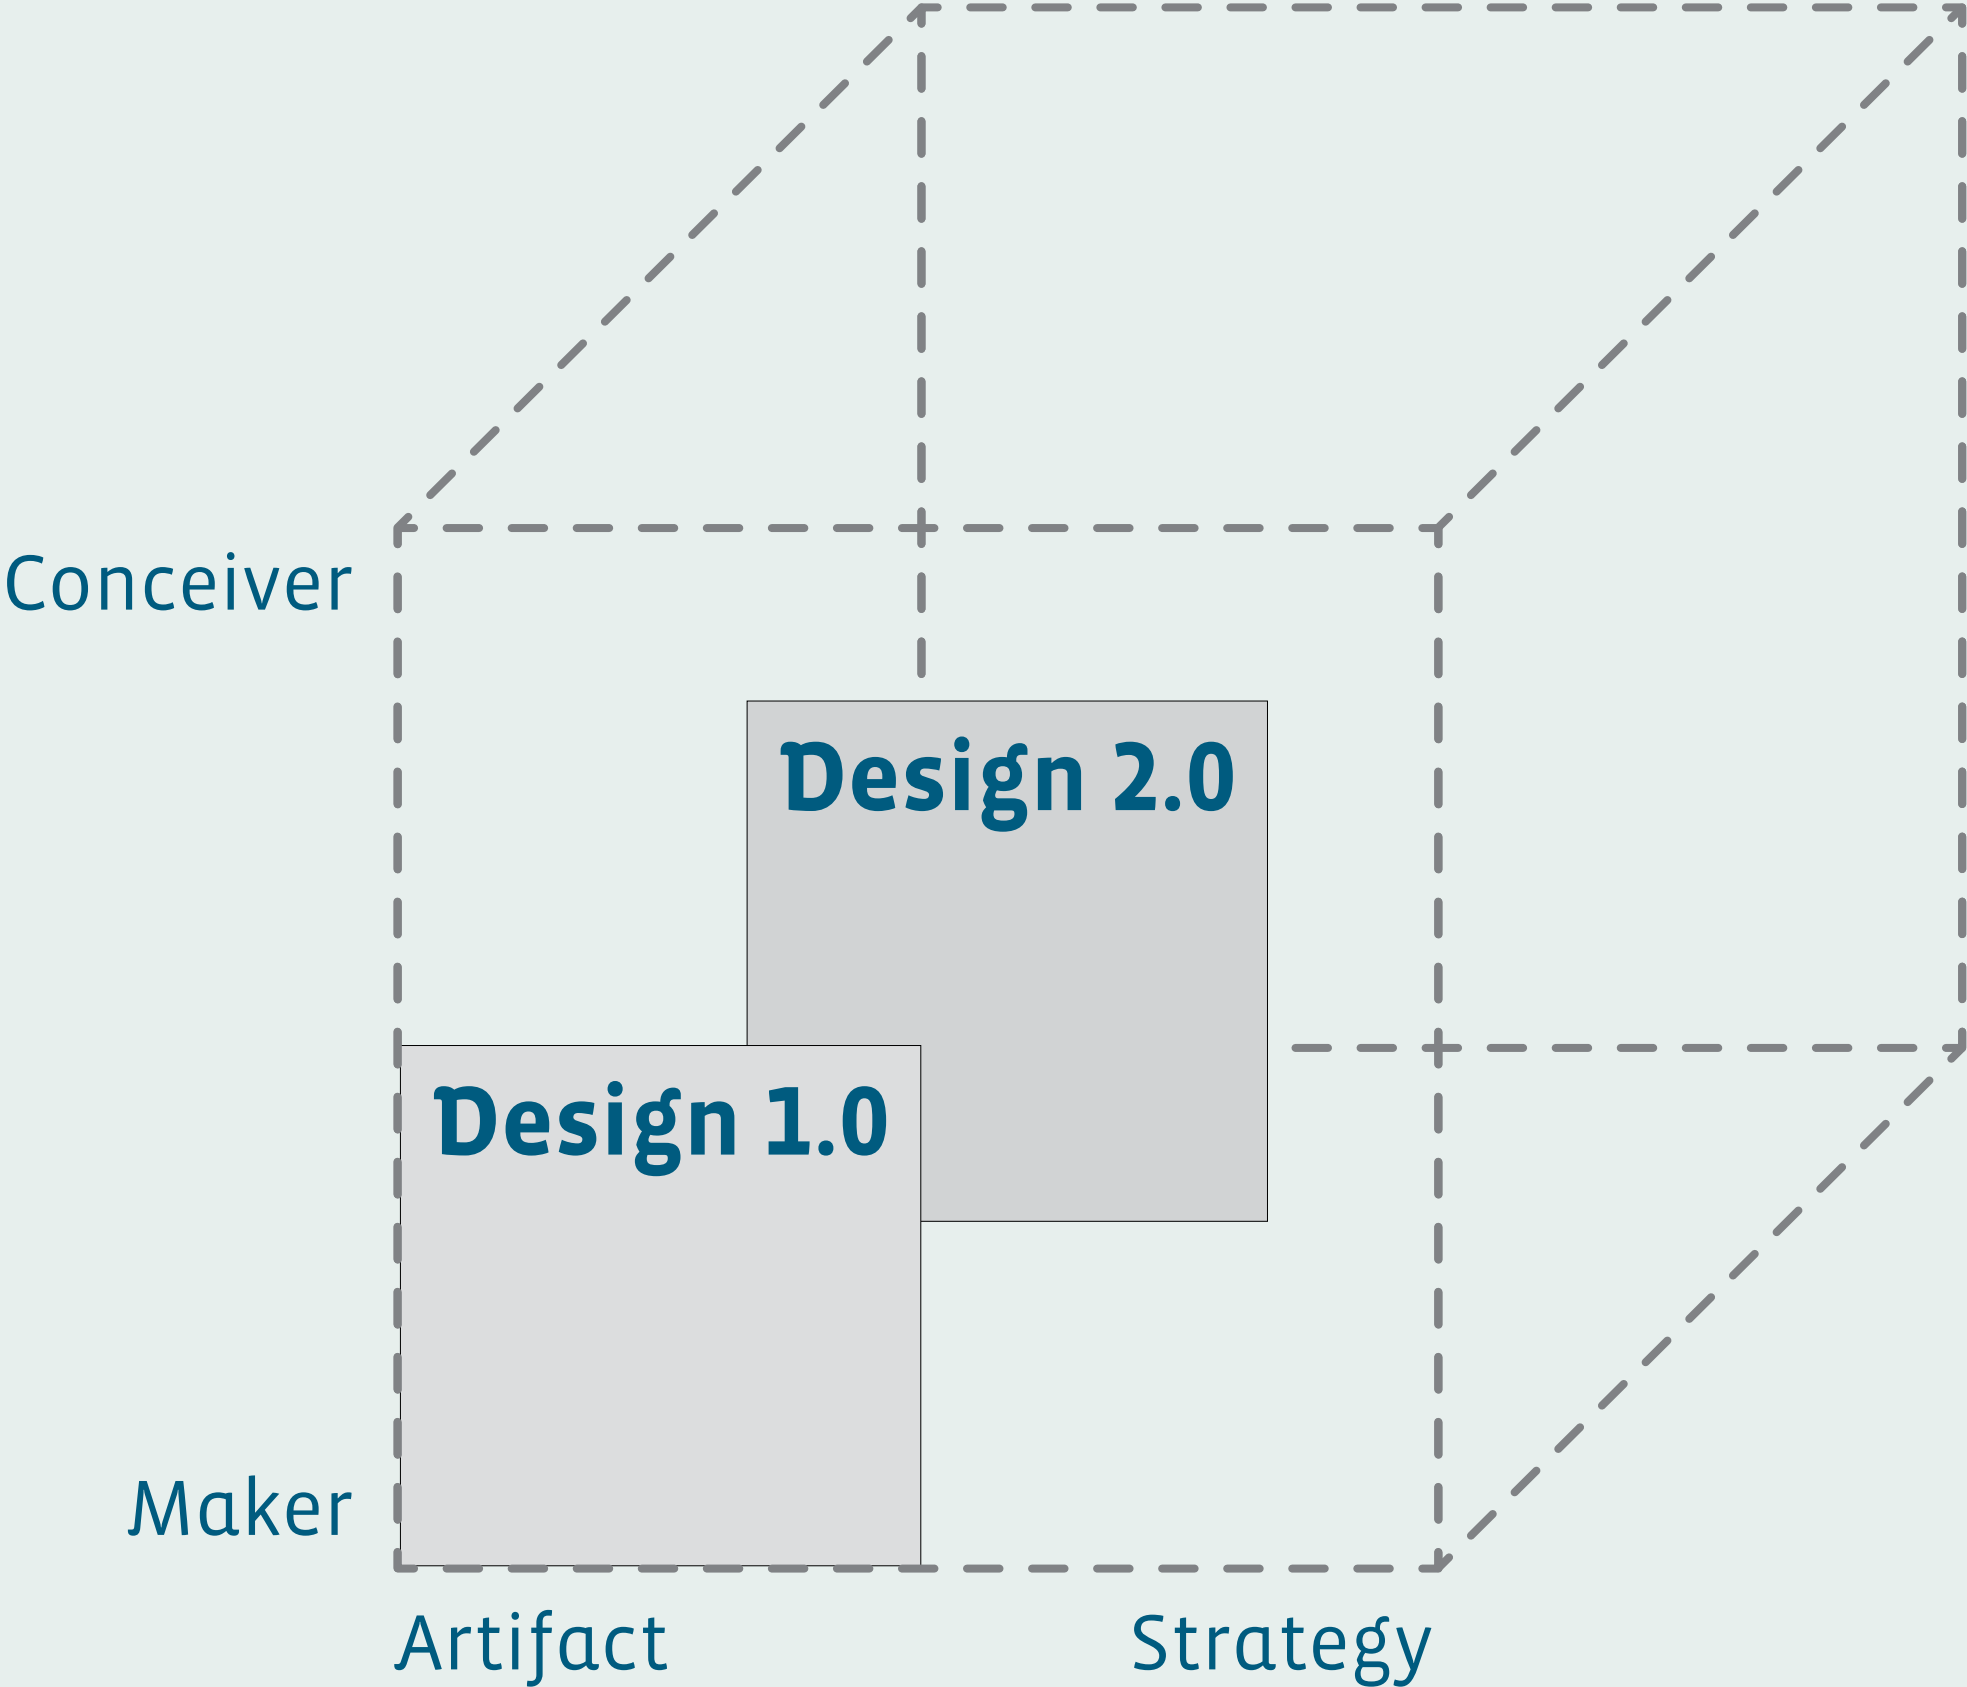 Conceiver
Design 2.0
Design 1.0
Maker
Artifact
Strategy